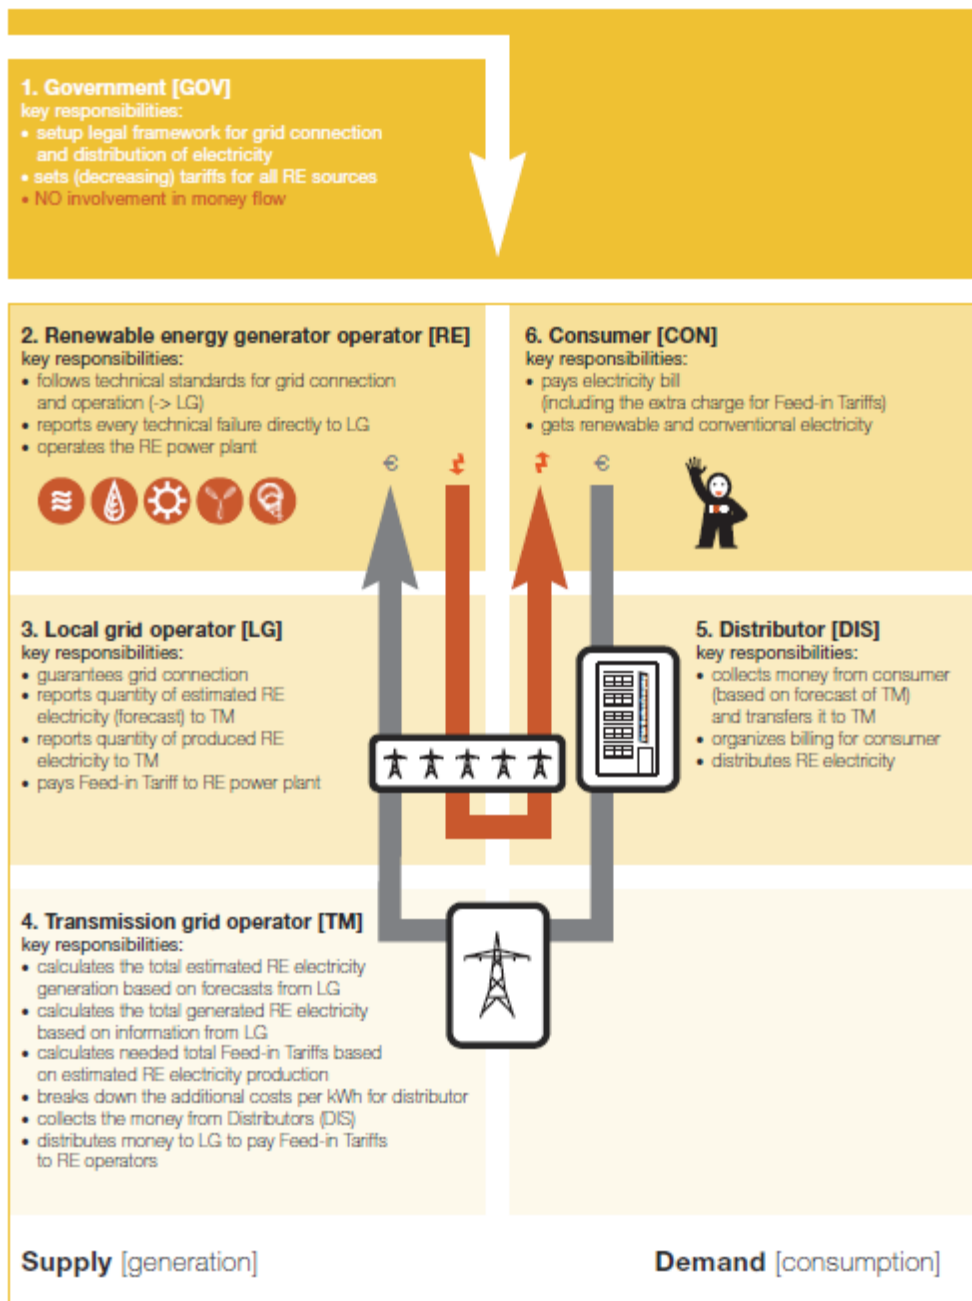 1. Government [GOV]
key responsibilities:
• setup legal framework for grid connection
and distribution of electricity
• sets (decreasing) tariffs for all RE sources
• NO involvement in money flow
2. Renewable energy generator operator [RE]
key responsibilities:
• follows technical standards for grid connection
and operation (-> LG)
• reports every technical failure directly to LG
• operates the RE power plant
6. Consumer [CON]
key responsibilities:
• pays electricity bill
(including the extra charge for Feed-in Tariffs)
• gets renewable and conventional electricity
€
€
3. Local grid operator [LG]
key responsibilities:
• guarantees grid connection
• reports quantity of estimated RE
electricity (forecast) to TM
• reports quantity of produced RE
electricity to TM
• pays Feed-in Tariff to RE power plant
5. Distributor [DIS]
key responsibilities:
• collects money from consumer
(based on forecast of TM)
and transfers it to TM
• organizes billing for consumer
• distributes RE electricity
4. Transmission grid operator [TM]
key responsibilities:
• calculates the total estimated RE electricity
generation based on forecasts from LG
• calculates the total generated RE electricity
based on information from LG
• calculates needed total Feed-in Tariffs based
on estimated RE electricity production
• breaks down the additional costs per kWh for distributor
• collects the money from Distributors (DIS)
• distributes money to LG to pay Feed-in Tariffs
to RE operators
Supply [generation]
Demand [consumption]